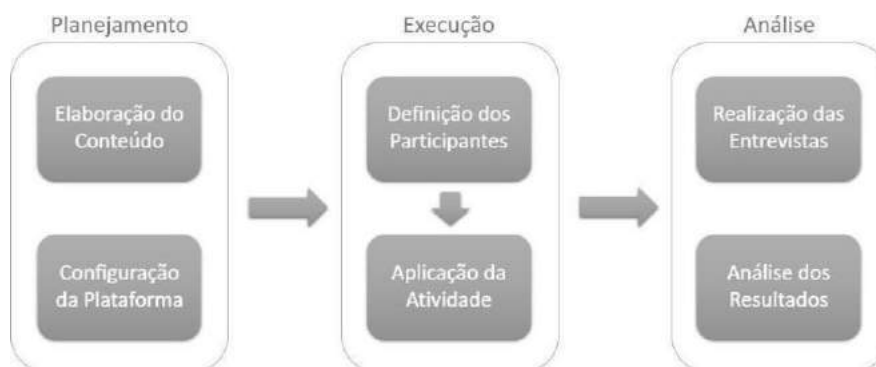 Planejamento
Elaboração do
Conteúdo
Configuração
da Plataforma
Execução
Definição dos
Participantes
Aplicação da
Atividade
Análise
Realização das
Entrevistas
Análise dos
Resultados